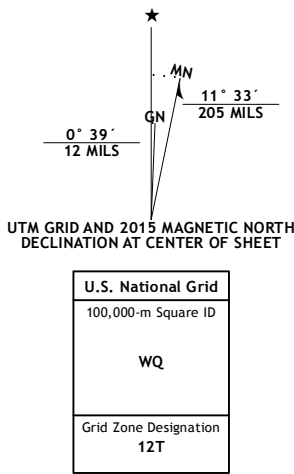 ★
MN
GN
11° 33´
205 MILS
0° 39´
12 MILS
UTM GRID AND 2015 MAGNETIC NORTH
DECLINATION AT CENTER OF SHEET
U.S. National Grid
100,000-m Square ID
WQ
Grid Zone Designation
12T